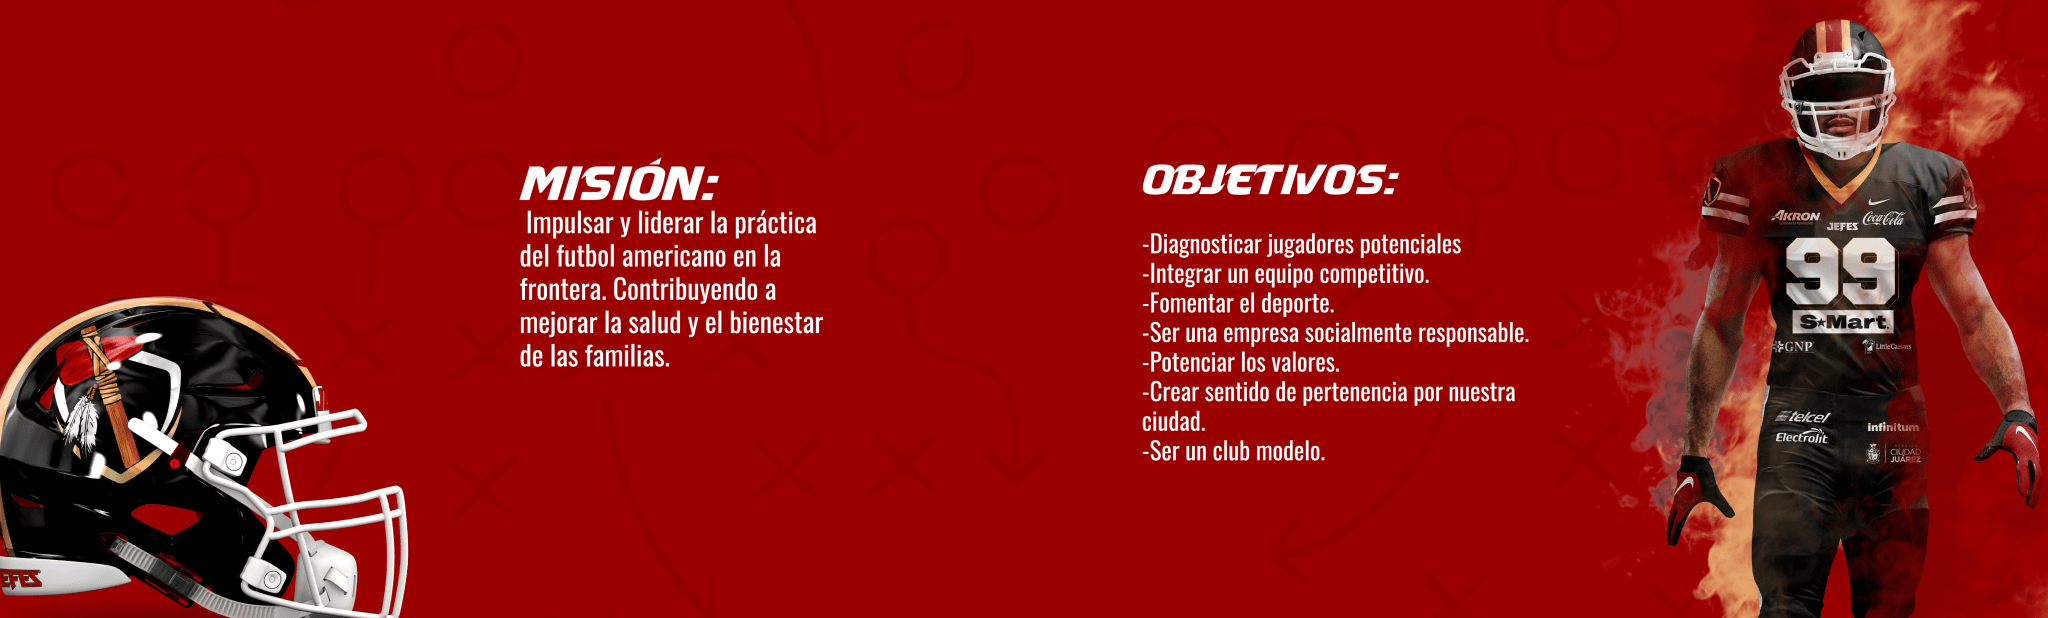 MISIÓN:
Impulsar y liderar la práctica
del futbol americano en la
frontera. Contribuyendo a
mejorar la salud y el bienestar
de las familias.
OBJETIVOS:
-Diagnosticar jugadores potenciales
-Integrar un equipo competitivo.
-Fomentar el deporte.
-Ser una empresa socialmente responsable.
-Potenciar los valores.
-Crear sentido de pertenencia por nuestra
ciudad.
-Ser un club modelo.
JEFES
AKRON
Coca-Cola
JEFES
99
S★Mart
GNP
Little Caesars
telcel
infinitum
Electrolit
CIUDAD
JUÁREZ